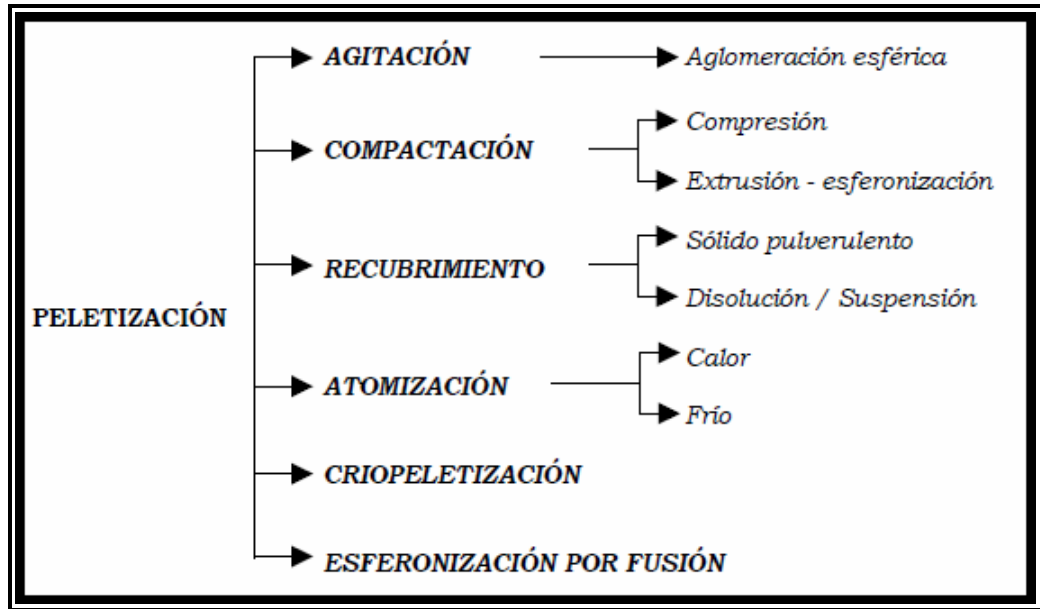 AGITACIÓN
Aglomeración esférica
Compresión
COMPACTACIÓN
Extrusión - esferonización
Sólido pulverulento
RECUBRIMIENTO
Disolución / Suspensión
PELETIZACIÓN
Calor
ATOMIZACIÓN
Frío
CRIOPELETIZACIÓN
ESFERONIZACIÓN POR FUSIÓN